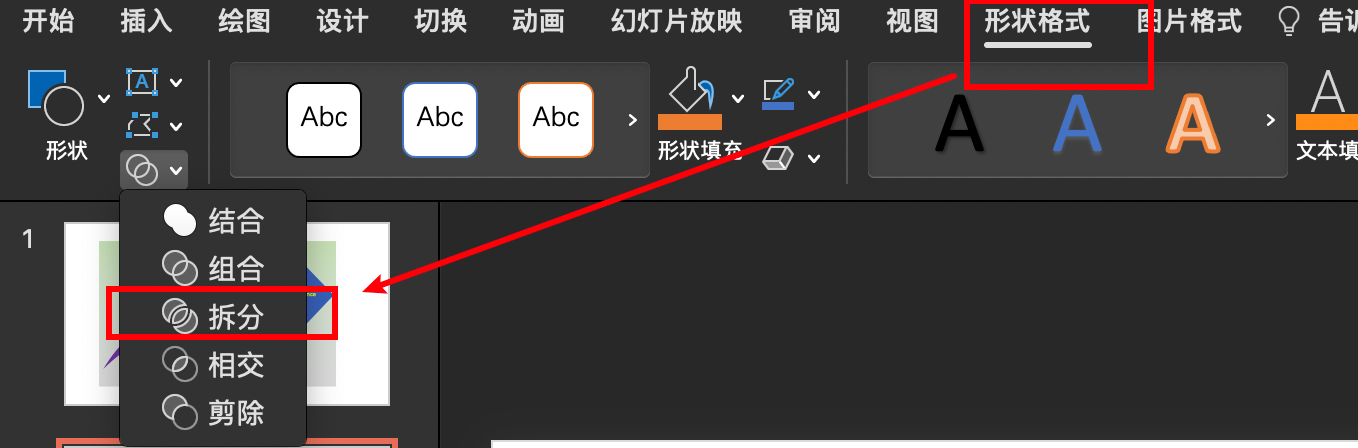 开始 插入 绘图 设计 切换 动画 幻灯片放映 审阅 视图 形状格式 图片格式 告诉
A
Abc Abc Abc A A A A
形状 形状填充 文本填
结合
1
组合
拆分
相交
剪除